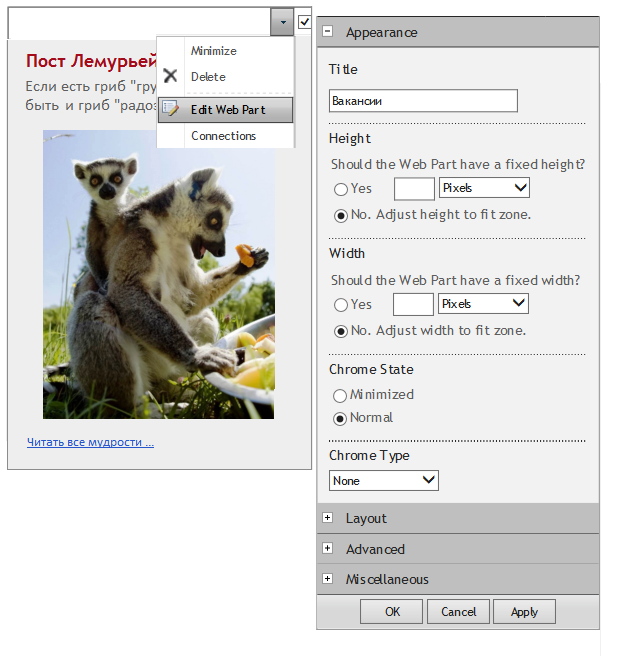 Minimize
Delete
Edit Web Part
Connections
Пост Лемурьей
Если есть гриб
быть и гриб
Читать все мудрости ...
Appearance
Title
Вакансии
Height
Should the Web Part have a fixed height?
Yes
Pixels
No. Adjust height to fit zone.
Width
Should the Web Part have a fixed width?
Yes
Pixels
No. Adjust width to fit zone.
Chrome State
Minimized
Normal
Chrome Type
None
Layout
Advanced
Miscellaneous
OK Cancel Apply